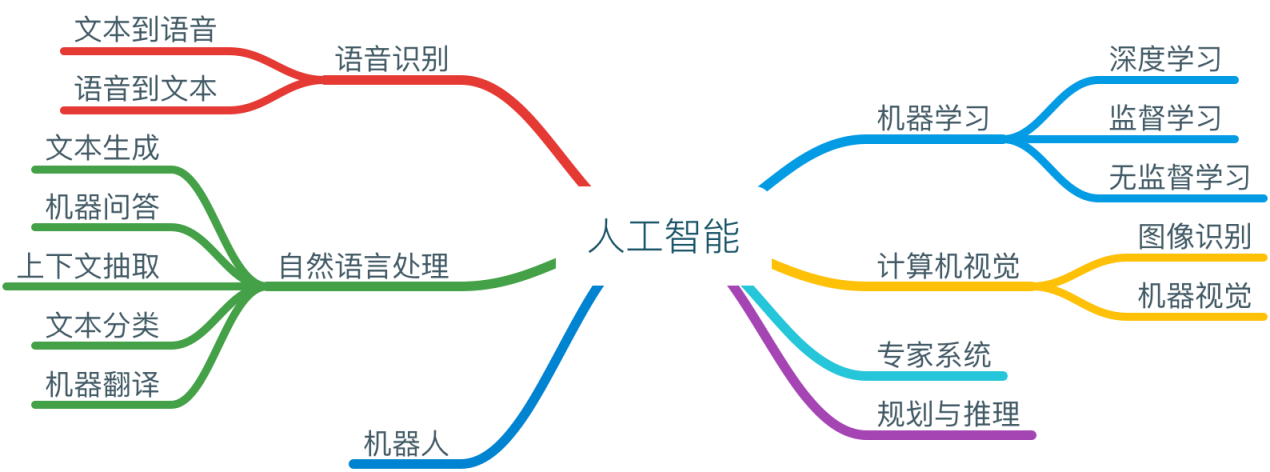 文本到语音
语音识别
语音到文本
文本生成
机器问答
上下文抽取
自然语言处理
文本分类
机器翻译
机器人
人工智能
深度学习
机器学习
监督学习
无监督学习
图像识别
计算机视觉
机器视觉
专家系统
规划与推理